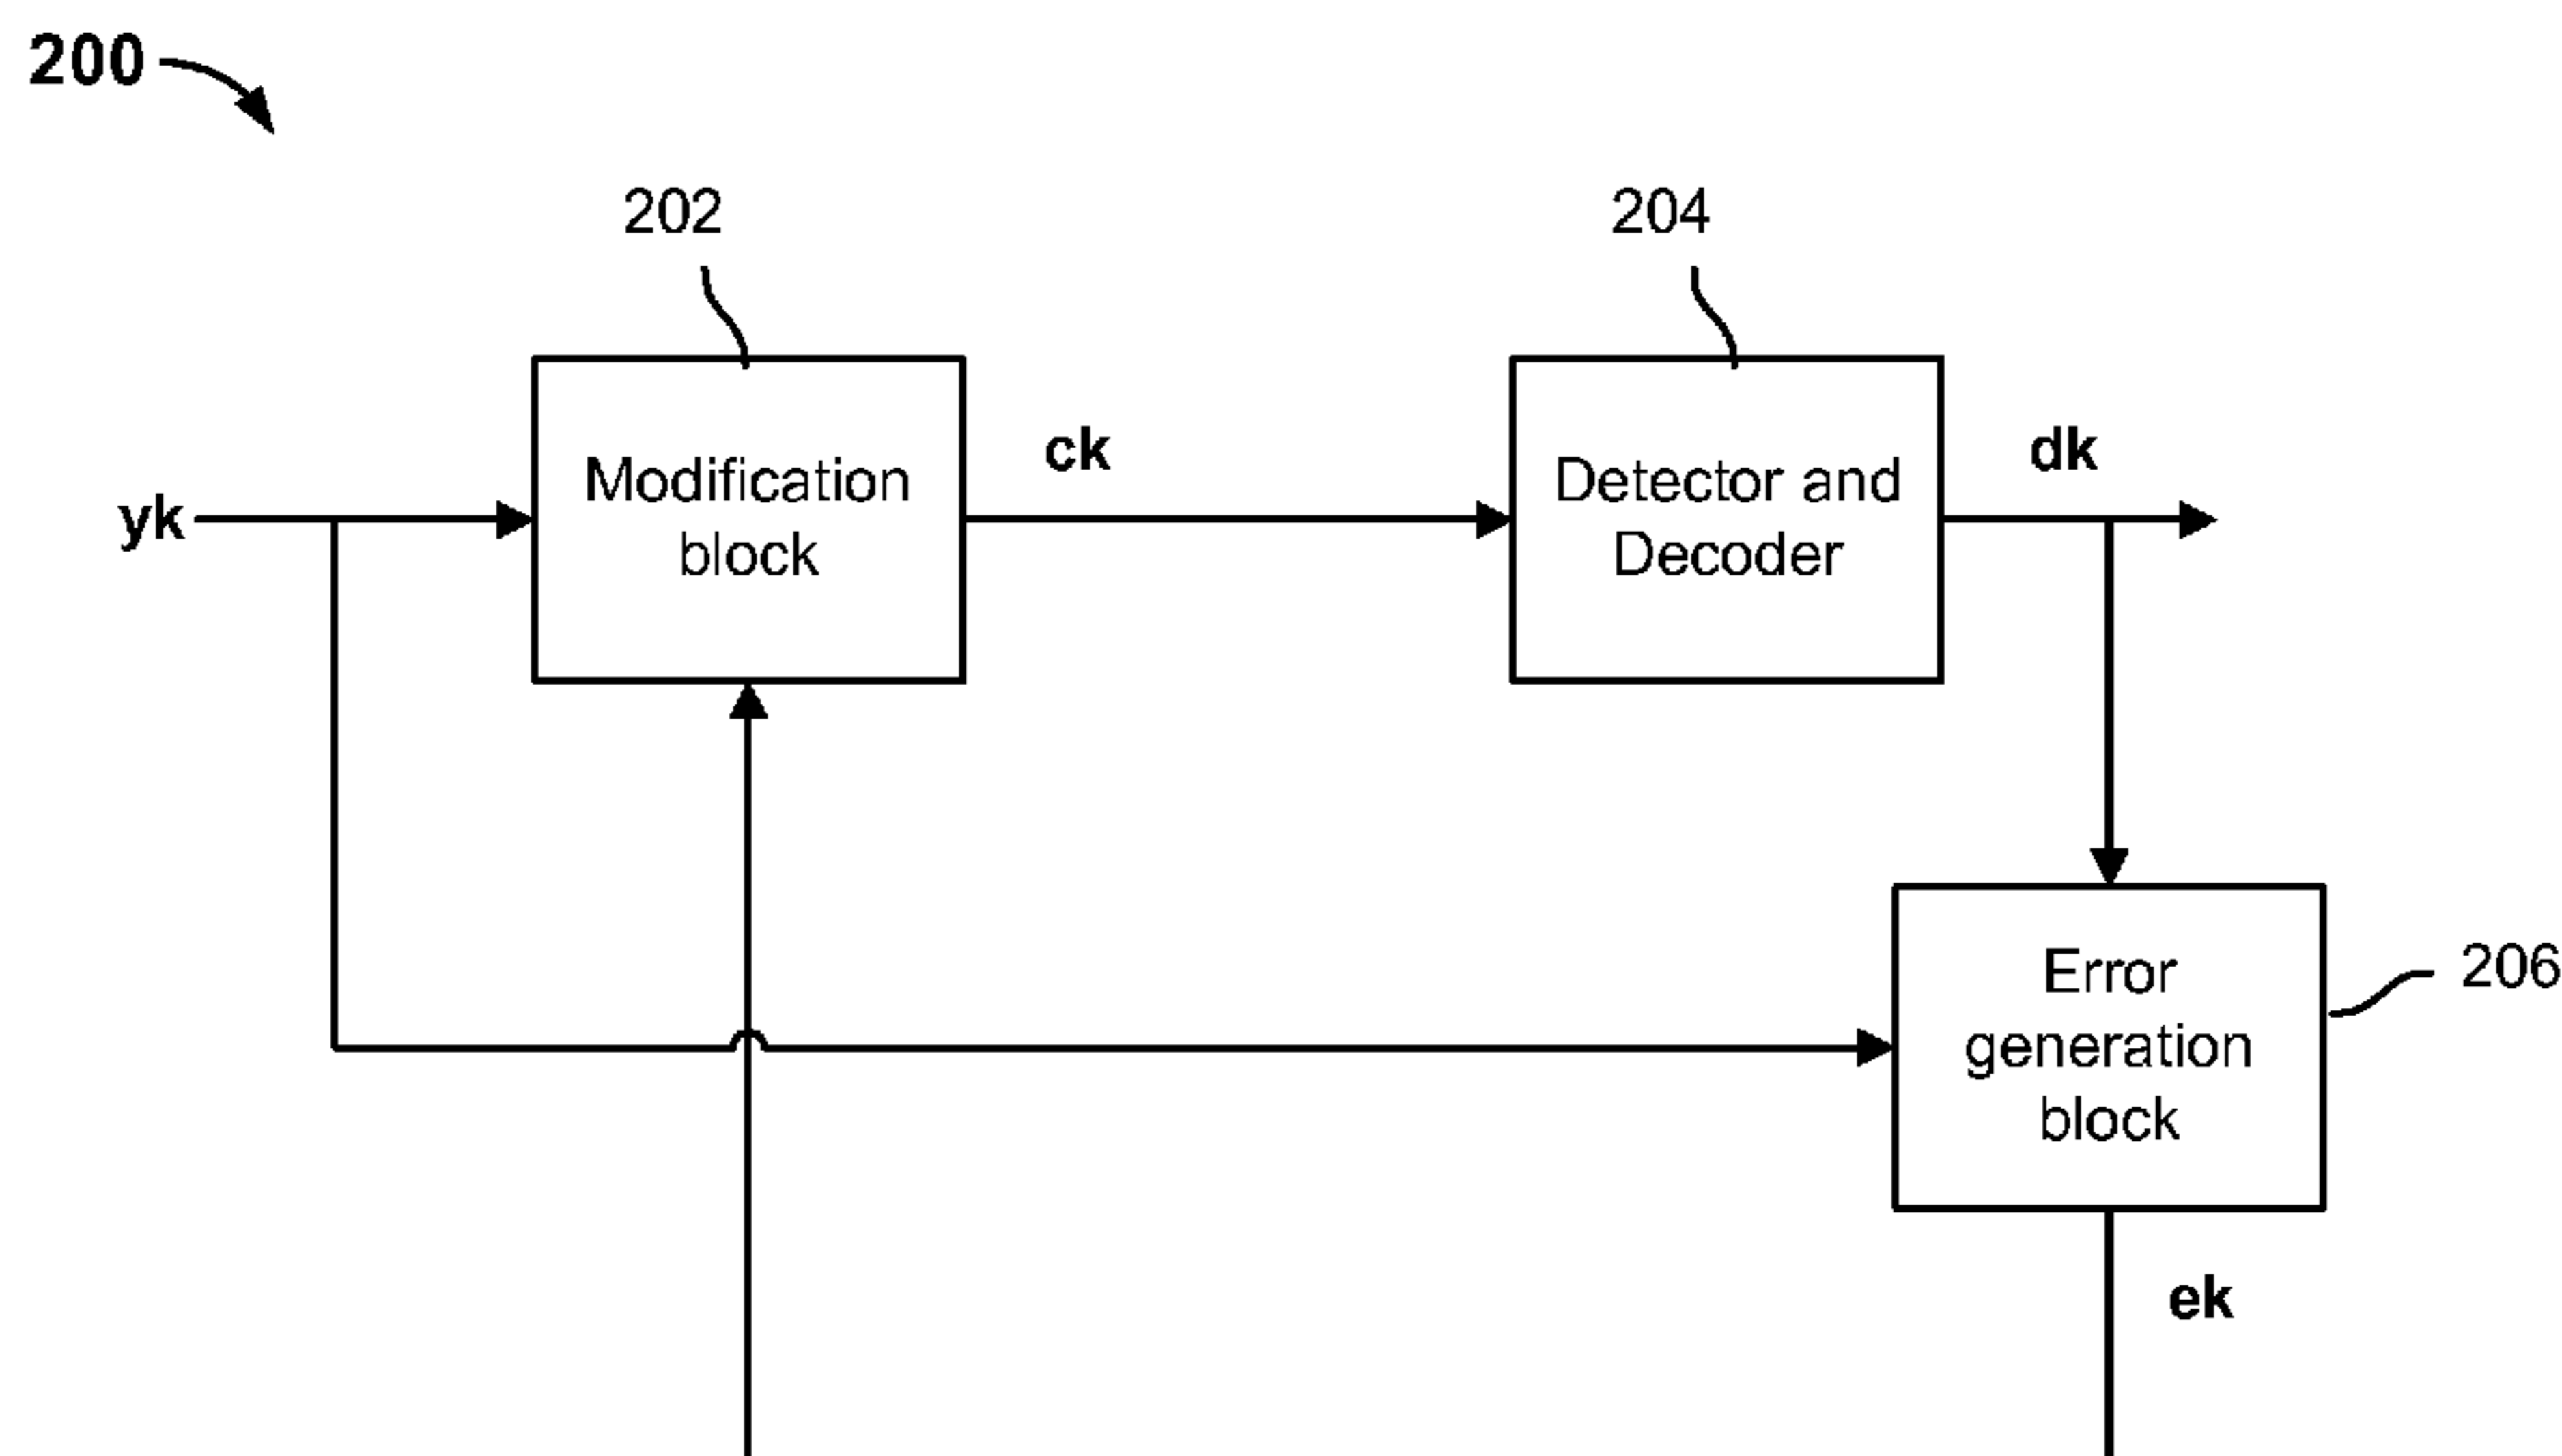 200
202
204
yk
Modification
block
ck
Detector and
Decoder
dk
Error
generation
block
206
ek